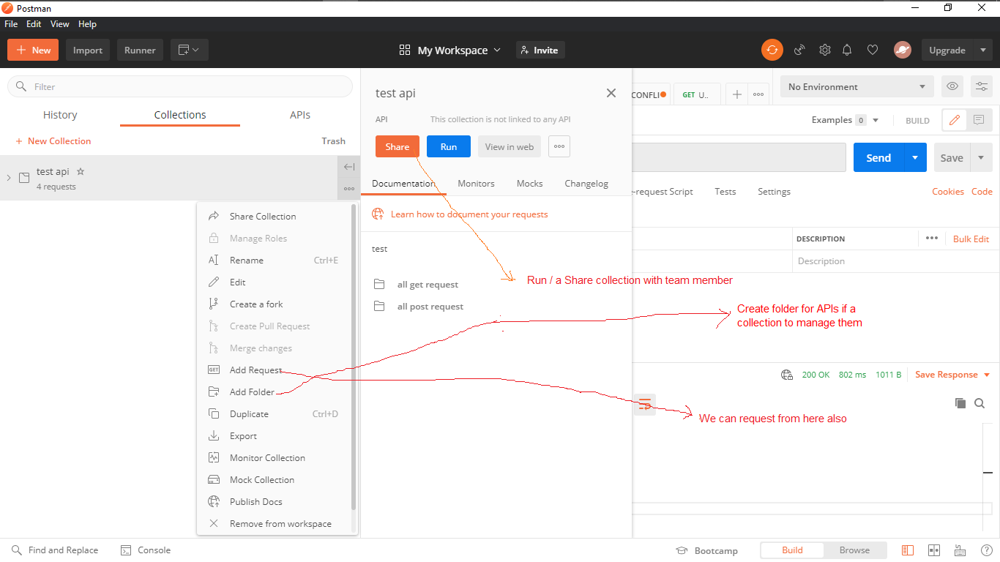 Postman
File Edit View Help
New Import Runner My Workspace Invite Upgrade
Filter
History Collections APIs
+ New Collection Trash
test api
4 requests
Share Collection
Manage Roles
Rename Ctrl+E
Edit
Create a fork
Create Pull Request
Merge changes
GET Add Request
Add Folder
Duplicate Ctrl+D
Export
Monitor Collection
Mock Collection
Publish Docs
Remove from workspace
test api
API This collection is not linked to any API
Share Run View in web
Documentation Monitors Mocks Changelog
Learn how to document your requests
test
all get request
all post request
CONFLI GET U.. No Environment
Examples 0 BUILD
Send Save
e-request Script Tests Settings Cookies Code
DESCRIPTION Bulk Edit
Description
Run / a Share collection with team member
Create folder for APIs if a
collection to manage them
200 OK 802 ms 1011 B Save Response
We can request from here also
Find and Replace Console Bootcamp Build Browse